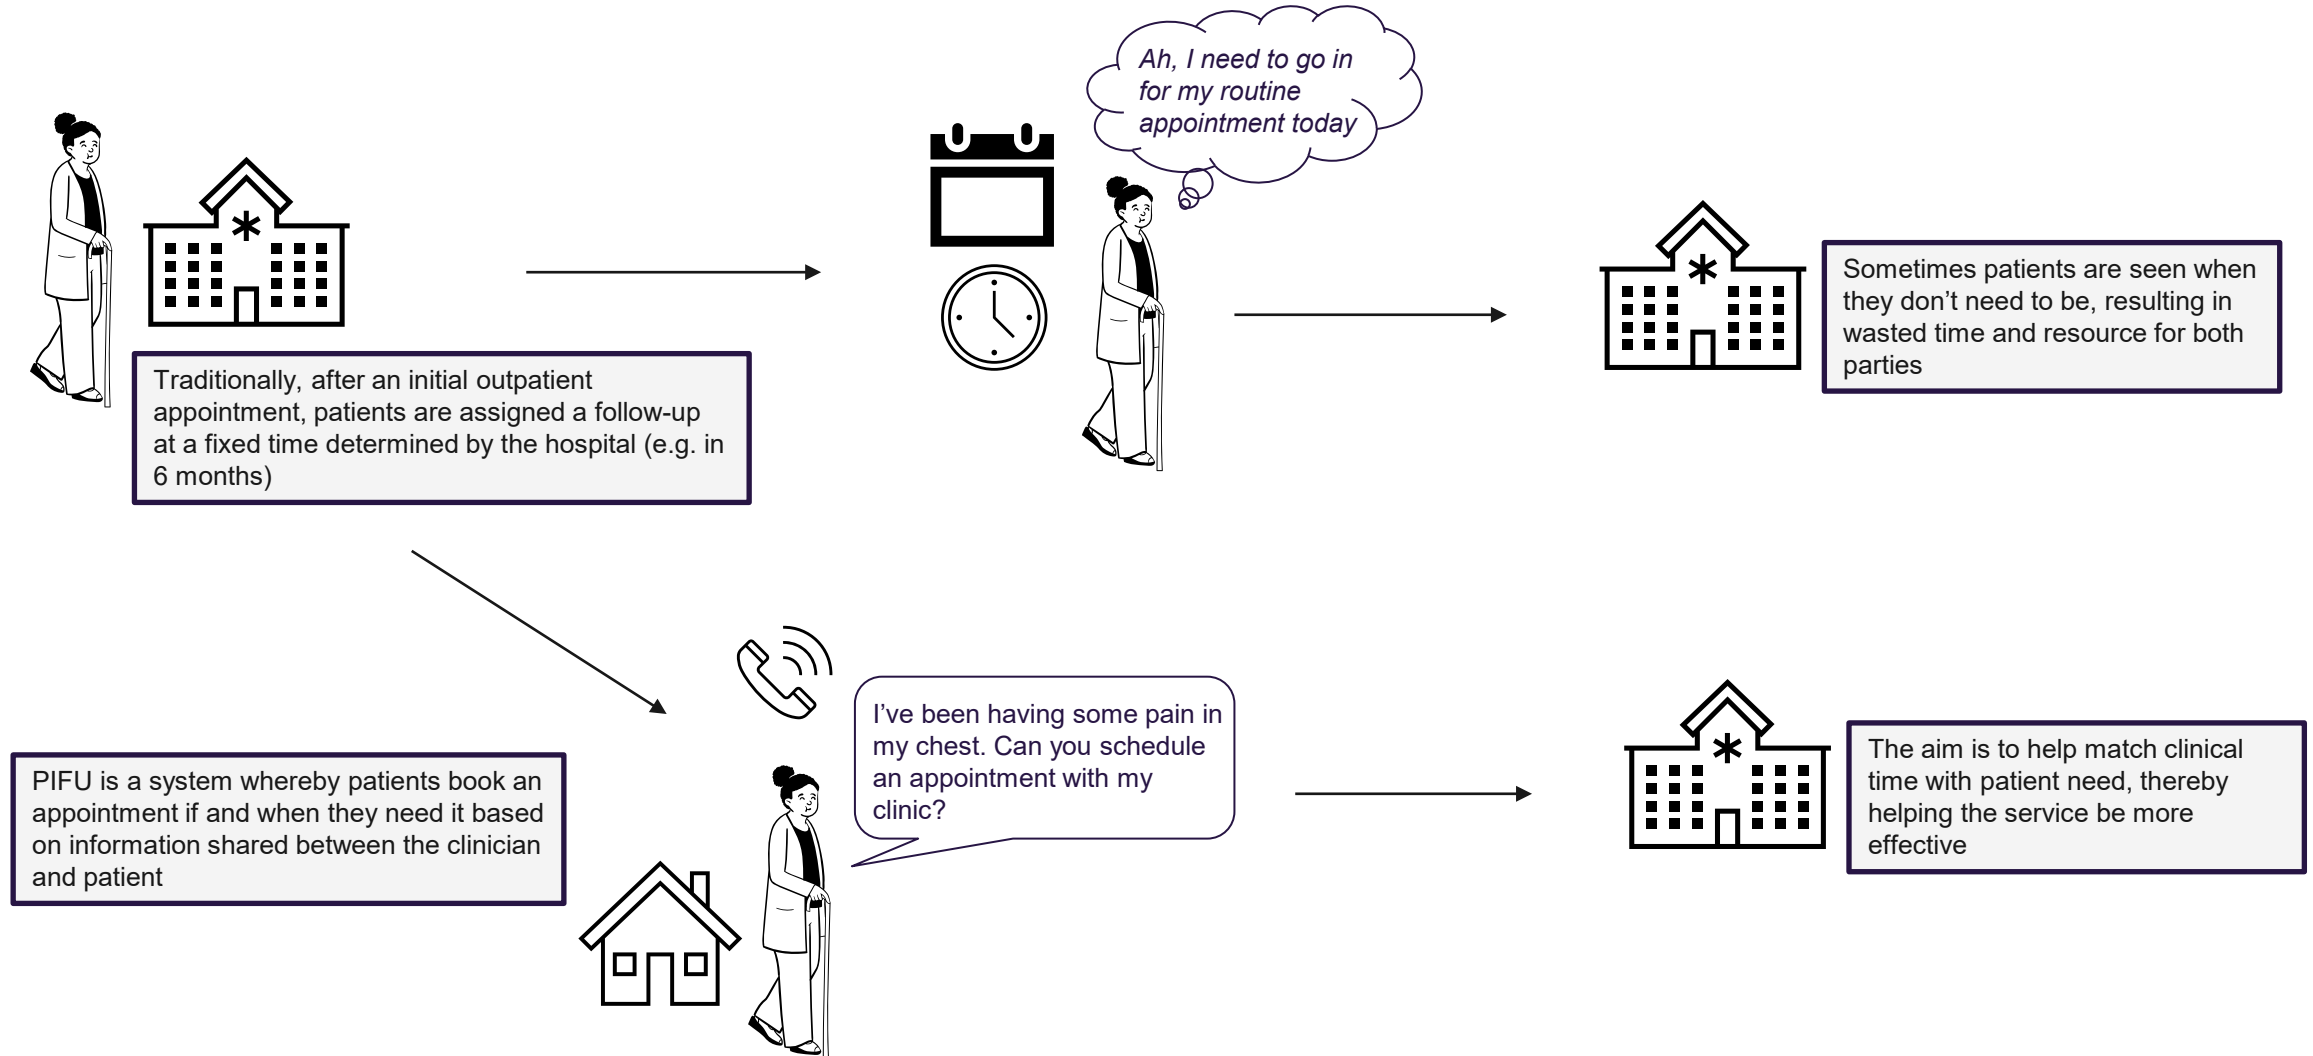 Ah, I need to go in
for my routine
appointment today
Traditionally, after an initial outpatient
appointment, patients are assigned a follow-up
at a fixed time determined by the hospital (e.g. in
6 months)
Sometimes patients are seen when
they don’t need to be, resulting in
wasted time and resource for both
parties
PIFU is a system whereby patients book an
appointment if and when they need it based
on information shared between the clinician
and patient
I’ve been having some pain in
my chest. Can you schedule
an appointment with my
clinic?
The aim is to help match clinical
time with patient need, thereby
helping the service be more
effective